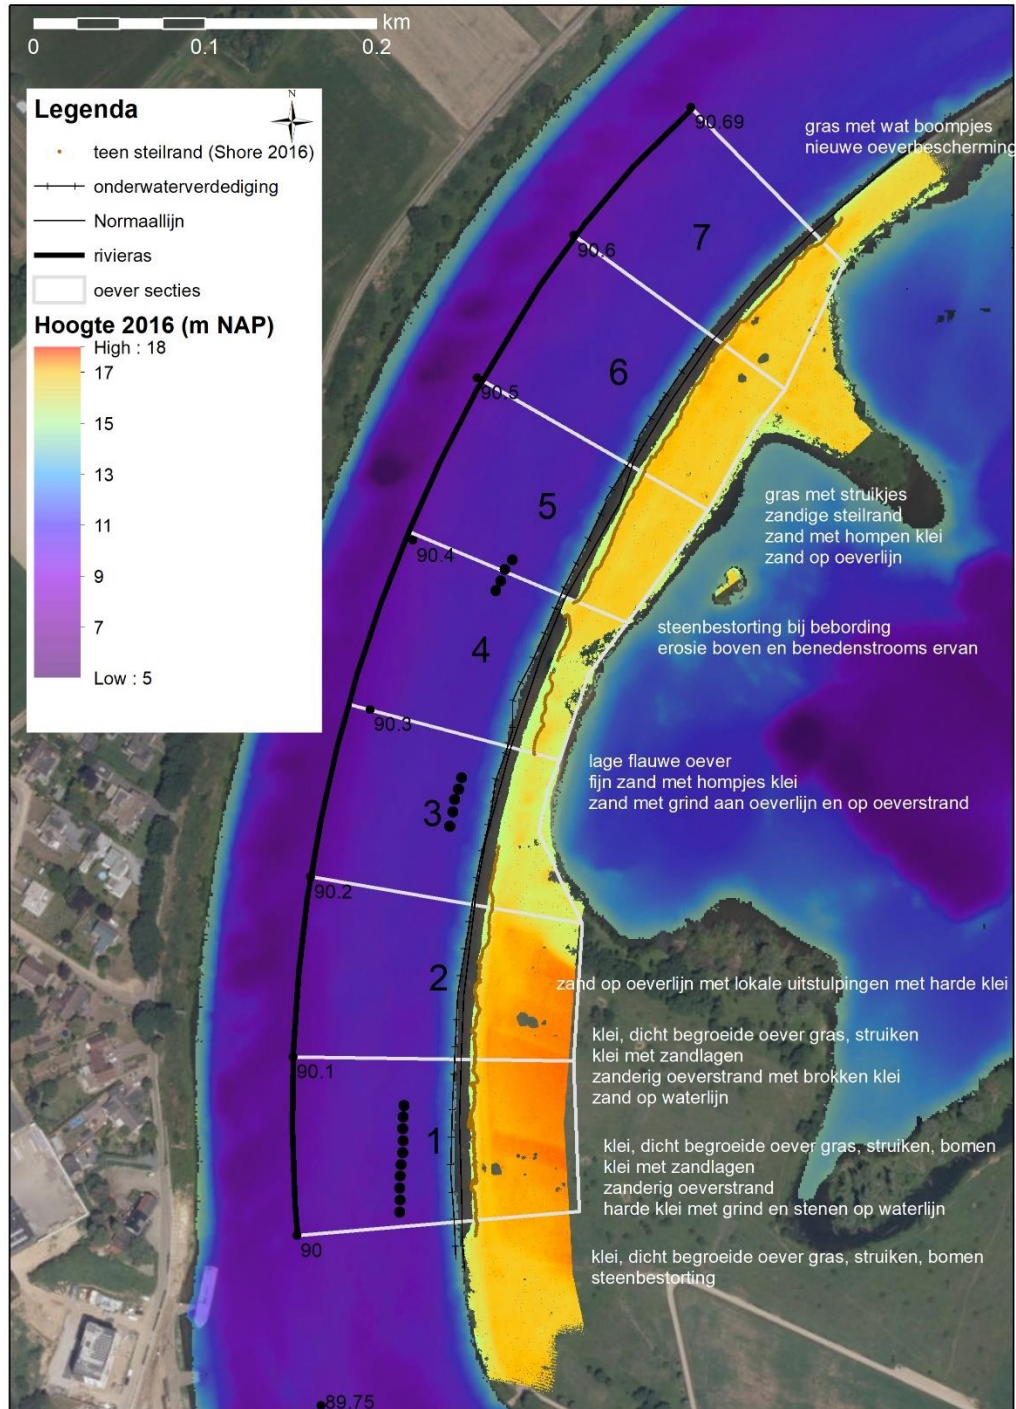 km
0 0.1 0.2
Legenda
N
teen steilrand (Shore 2016)
onderwaterverdediging
Normaallijn
rivieras
oever secties
Hoogte 2016 (m NAP)
High : 18
17
15
13
11
9
7
Low : 5
90.69
gras met wat boompjes
nieuwe oeverbescherming
7
90.6
6
90.5
5
gras met struikjes
zandige steilrand
zand met hompen klei
zand op oeverlijn
90.4
4
steenbestorting bij bebording
erosie boven en benedenstrooms ervan
90.3
lage flauwe oever
fijn zand met hompjes klei
zand met grind aan oeverlijn en op oeverstrand
3
90.2
2
zand op oeverlijn met lokale uitstulpingen met harde klei
klei, dicht begroeide oever gras, struiken
klei met zandlagen
zanderig oeverstrand met brokken klei
zand op waterlijn
90.1
1
klei, dicht begroeide oever gras, struiken, bomen
klei met zandlagen
zanderig oeverstrand
harde klei met grind en stenen op waterlijn
90
klei, dicht begroeide oever gras, struiken, bomen
steenbestorting
89.75